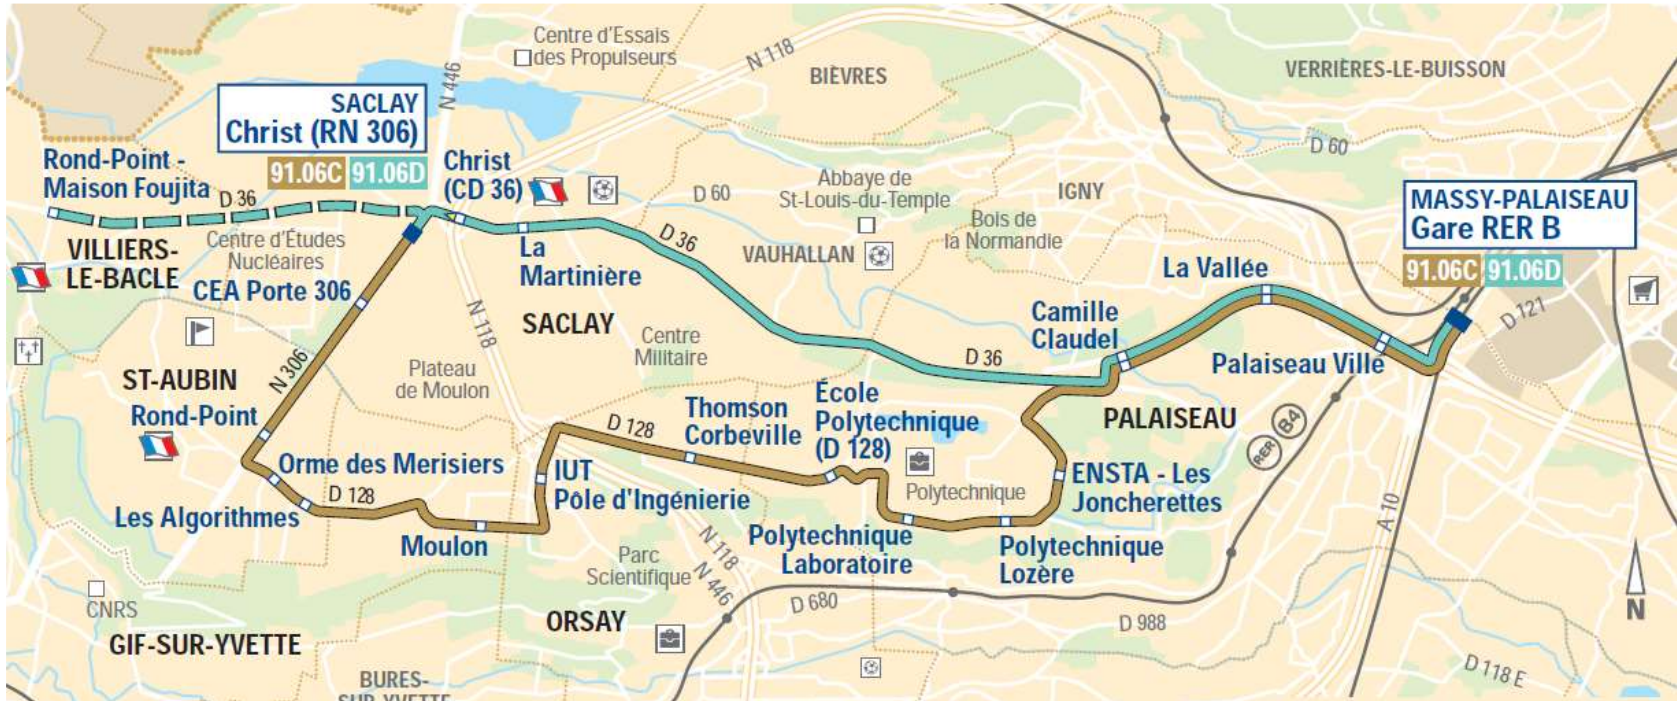 Centre d'Essais
des Propulseurs
N 446
N 118
BIÈVRES
VERRIÈRES-LE-BUISSON
SACLAY
Christ (RN 306)
91.06C 91.06D
Rond-Point -
Maison Foujita
D 36
Christ
(CD 36)
D 60
D 60
Abbaye de
St-Louis-du-Temple
IGNY
Bois de
la Normandie
MASSY-PALAISEAU
Gare RER B
91.06C 91.06D
VILLIERS-
LE-BACLE
Centre d'Études
Nucléaires
CEA Porte 306
La
Martinière
D 36
VAUHALLAN
La Vallée
D 121
SACLAY
Centre
Militaire
Camille
Claudel
N 118
N 306
Plateau
de Moulon
D 36
Palaiseau Ville
ST-AUBIN
Rond-Point
D 128
Thomson
Corbeville
École
Polytechnique
(D 128)
PALAISEAU
RER B4
Orme des Merisiers
D 128
IUT
Pôle d'Ingénierie
Polytechnique
ENSTA - Les
Joncherettes
Les Algorithmes
Moulon
Polytechnique
Laboratoire
Polytechnique
Lozère
A 10
Parc
Scientifique
N 118
N 446
CNRS
ORSAY
D 680
D 988
N
GIF-SUR-YVETTE
D 118 E
BURES-
SUR-YVETTE